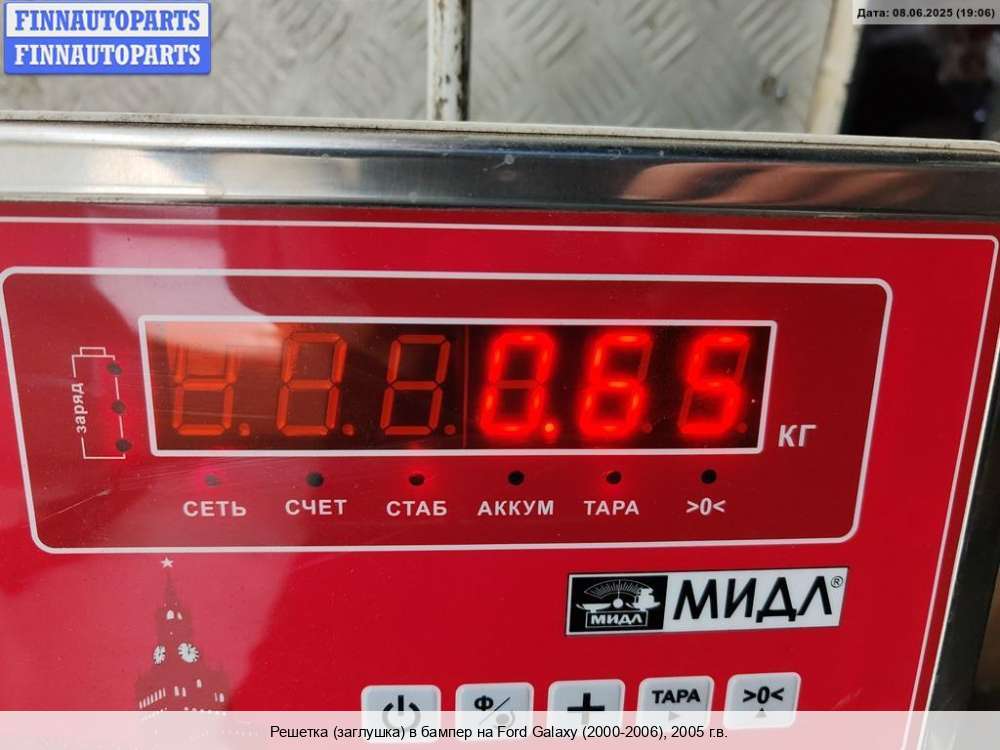 FINNAUTOPARTS
FINNAUTOPARTS
Дата: 08.06.2025 (19:06)
заряд
0.65
КГ
СЕТЬ СЧЕТ СТАБ АККУМ ТАРА >0<
МИДЛ МИДЛ®
Ф ТАРА >0<
Решетка (заглушка) в бампер на Ford Galaxy (2000-2006), 2005 г.в.